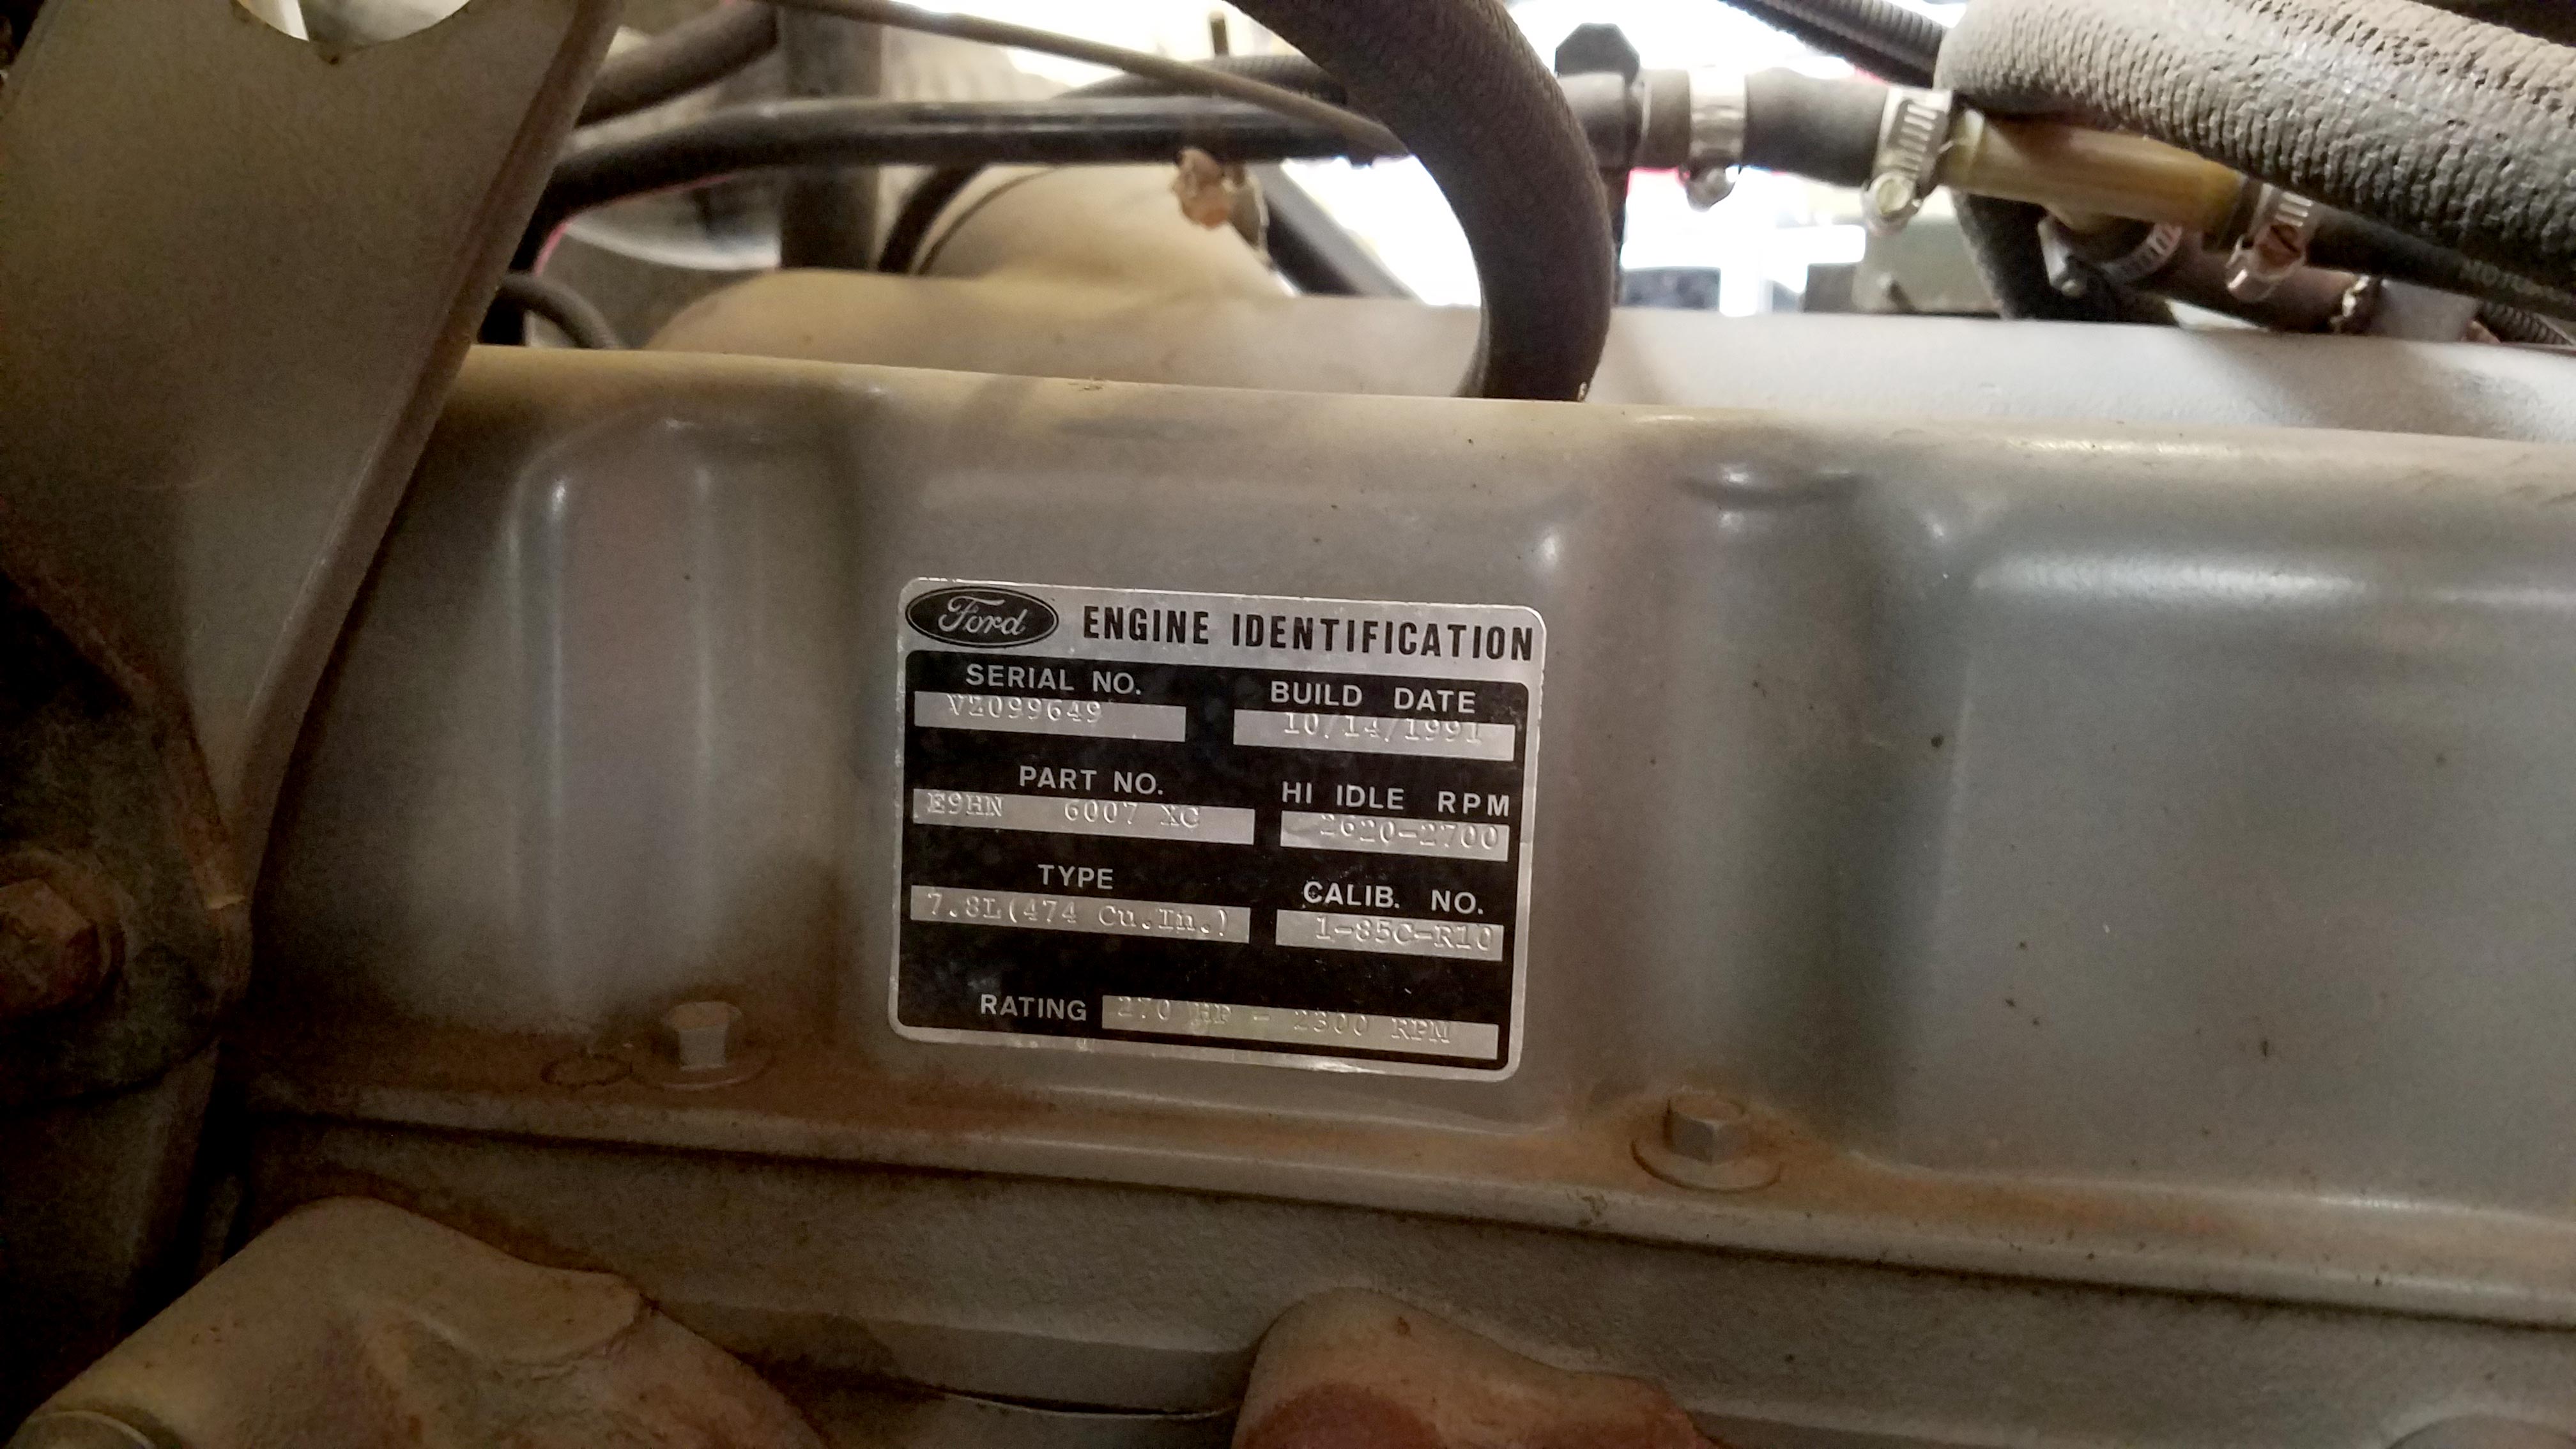 Ford ENGINE IDENTIFICATION
SERIAL NO. BUILD DATE
VZ099649 10/14/1991
PART NO. HI IDLE RPM
E9HN 6007 XC 2620-2700
TYPE CALIB. NO.
7.8L(474 Cu.In.) 1-85C-R10
RATING 270 HP - 2300 RPM